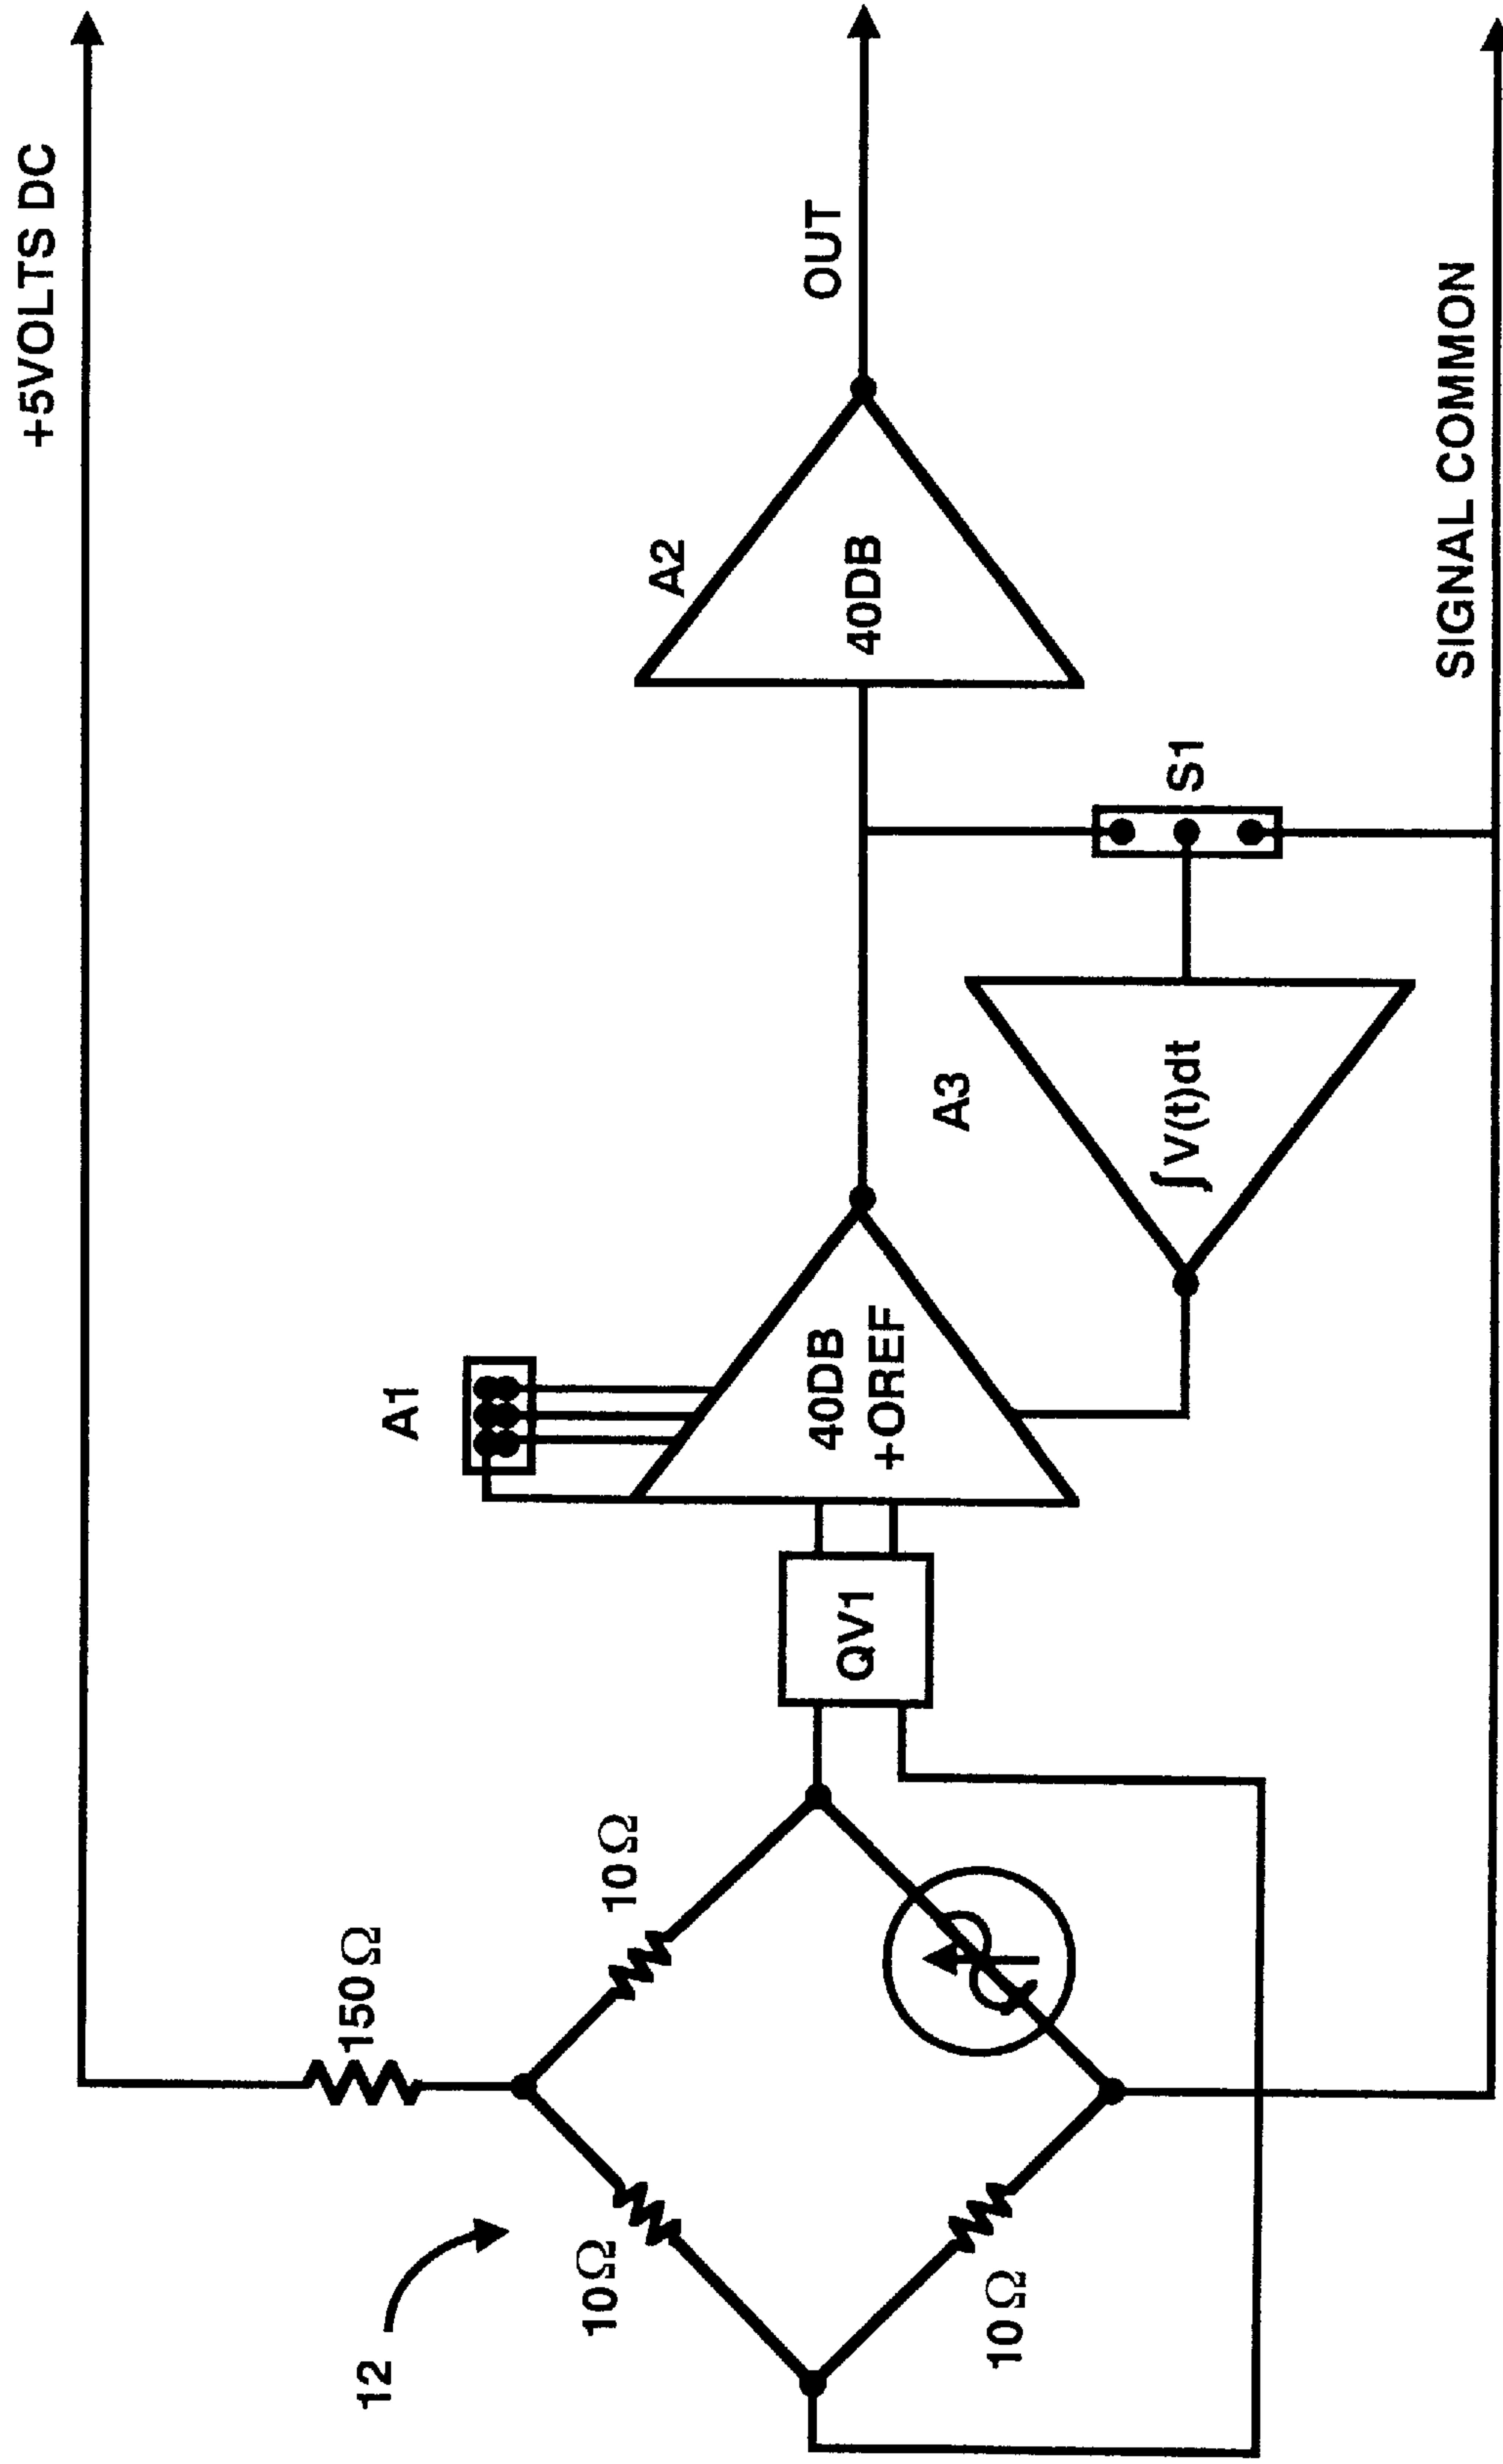 +5VOLTS DC
12
150Ω
10Ω
10Ω
10Ω
QV1
A1
40DB
+OREF
A3
∫V(t)dt
S1
A2
40DB
OUT
SIGNAL COMMON